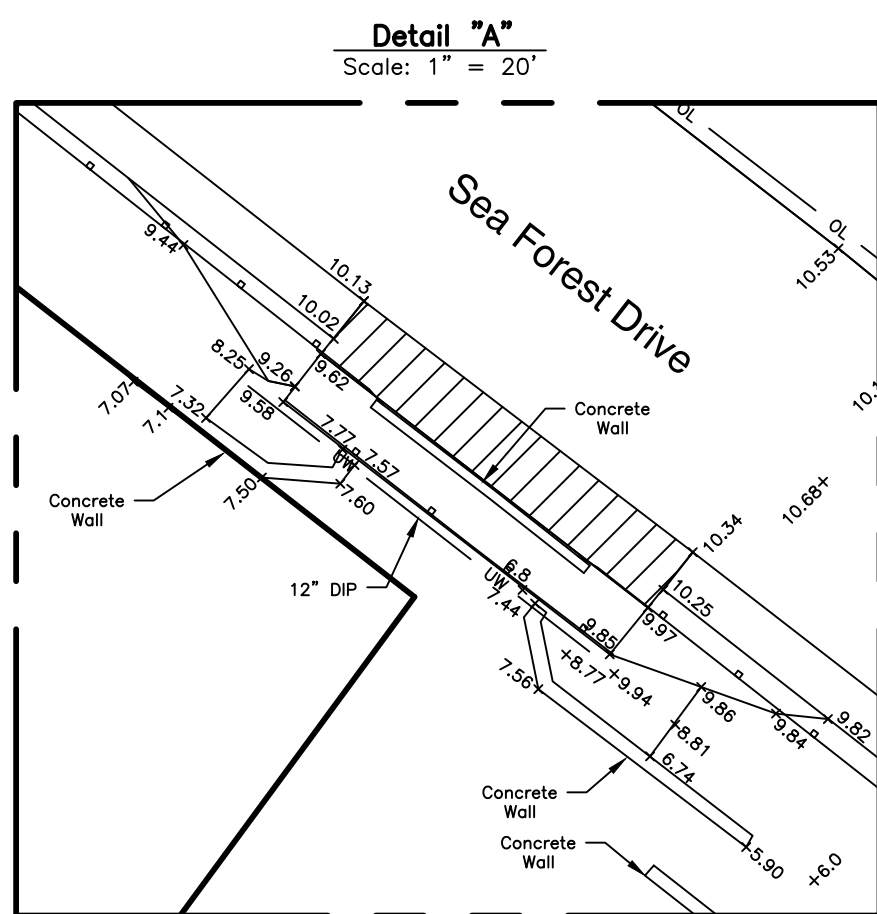 Detail "A"
Scale: 1" = 20'
OL
OL
Sea Forest Drive
10.53
9.44
10.13
10.02
9.62
8.25
9.26
9.58
7.07
7.1
7.32
7.77
7.57
UW
7.50
7.60
Concrete
Wall
Concrete
Wall
10.1
10.68
10.34
10.25
12" DIP
6.8
UW
7.44
9.85
9.97
8.77
9.94
7.56
9.86
9.84
9.82
8.81
6.74
Concrete
Wall
Concrete
Wall
5.90
6.0